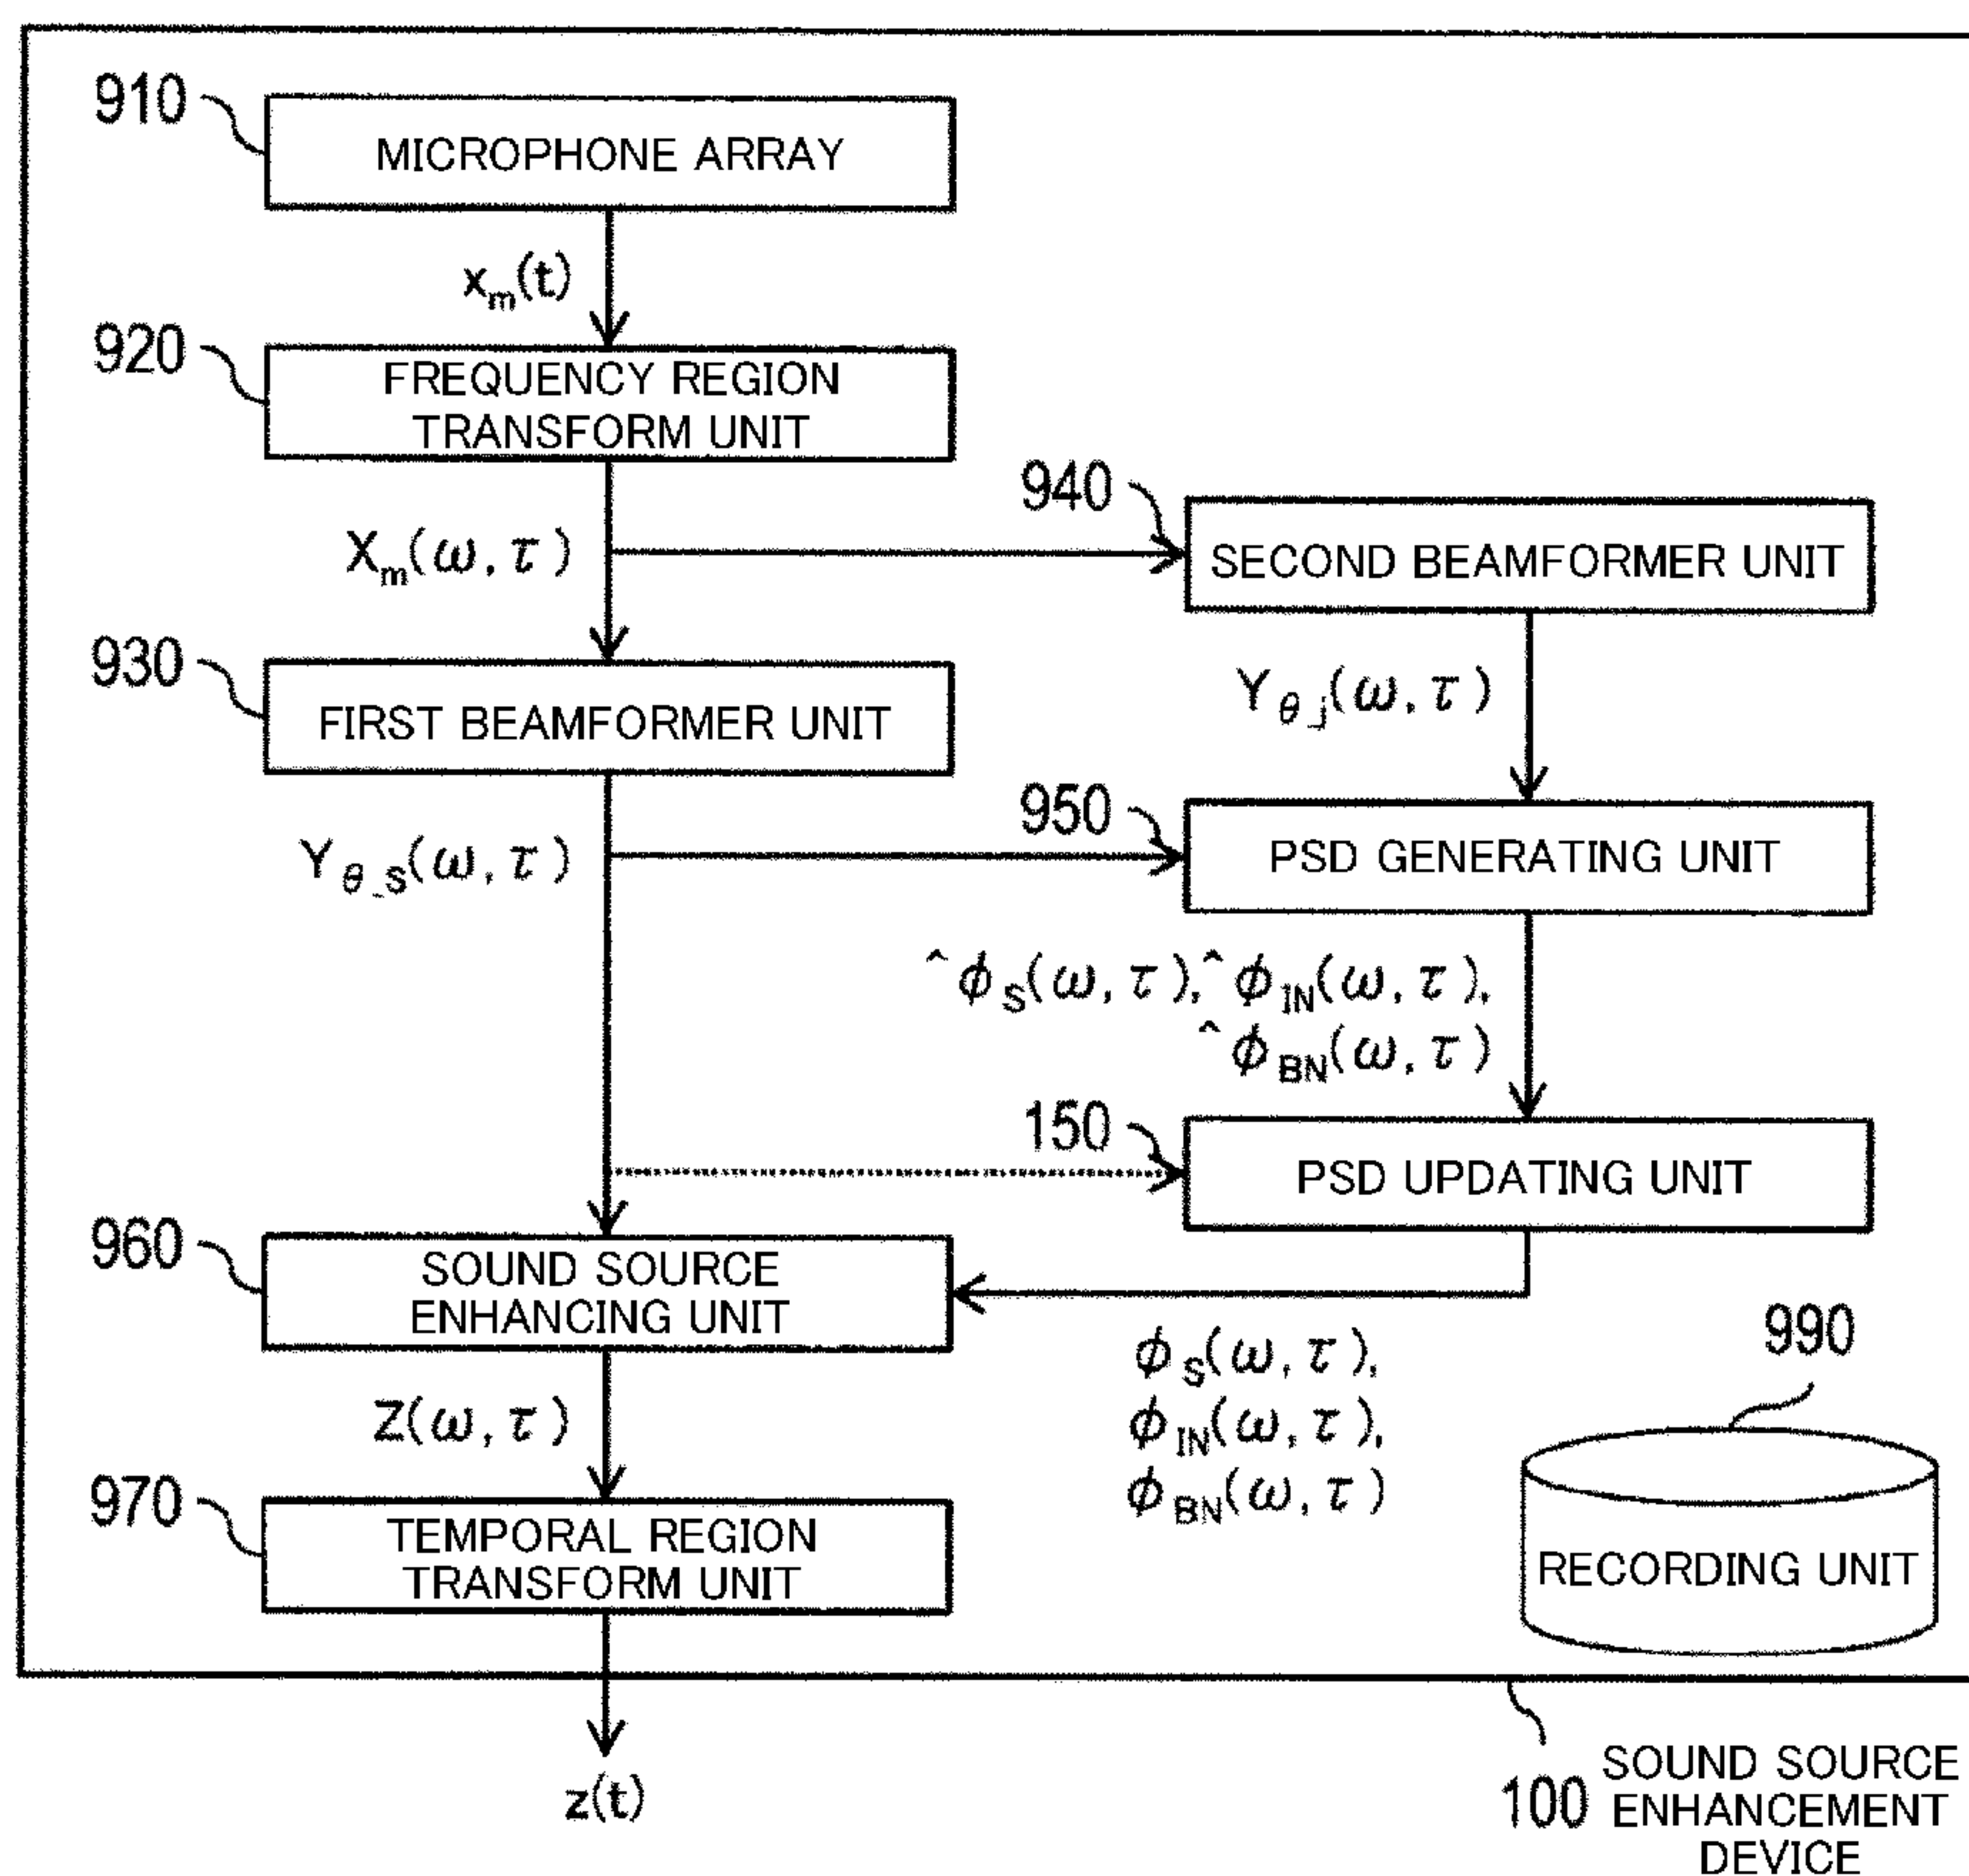 910
MICROPHONE ARRAY
xₘ(t)
920
FREQUENCY REGION
TRANSFORM UNIT
940
Xₘ(ω, τ)
SECOND BEAMFORMER UNIT
930
FIRST BEAMFORMER UNIT
Y_θ_j(ω, τ)
950
Y_θ_S(ω, τ)
PSD GENERATING UNIT
^ϕ_S(ω, τ),^ϕ_IN(ω, τ),
^ϕ_BN(ω, τ)
150
PSD UPDATING UNIT
960
SOUND SOURCE
ENHANCING UNIT
ϕ_S(ω, τ),
ϕ_IN(ω, τ),
ϕ_BN(ω, τ)
990
Z(ω, τ)
970
TEMPORAL REGION
TRANSFORM UNIT
RECORDING UNIT
z(t)
100
SOUND SOURCE
ENHANCEMENT
DEVICE